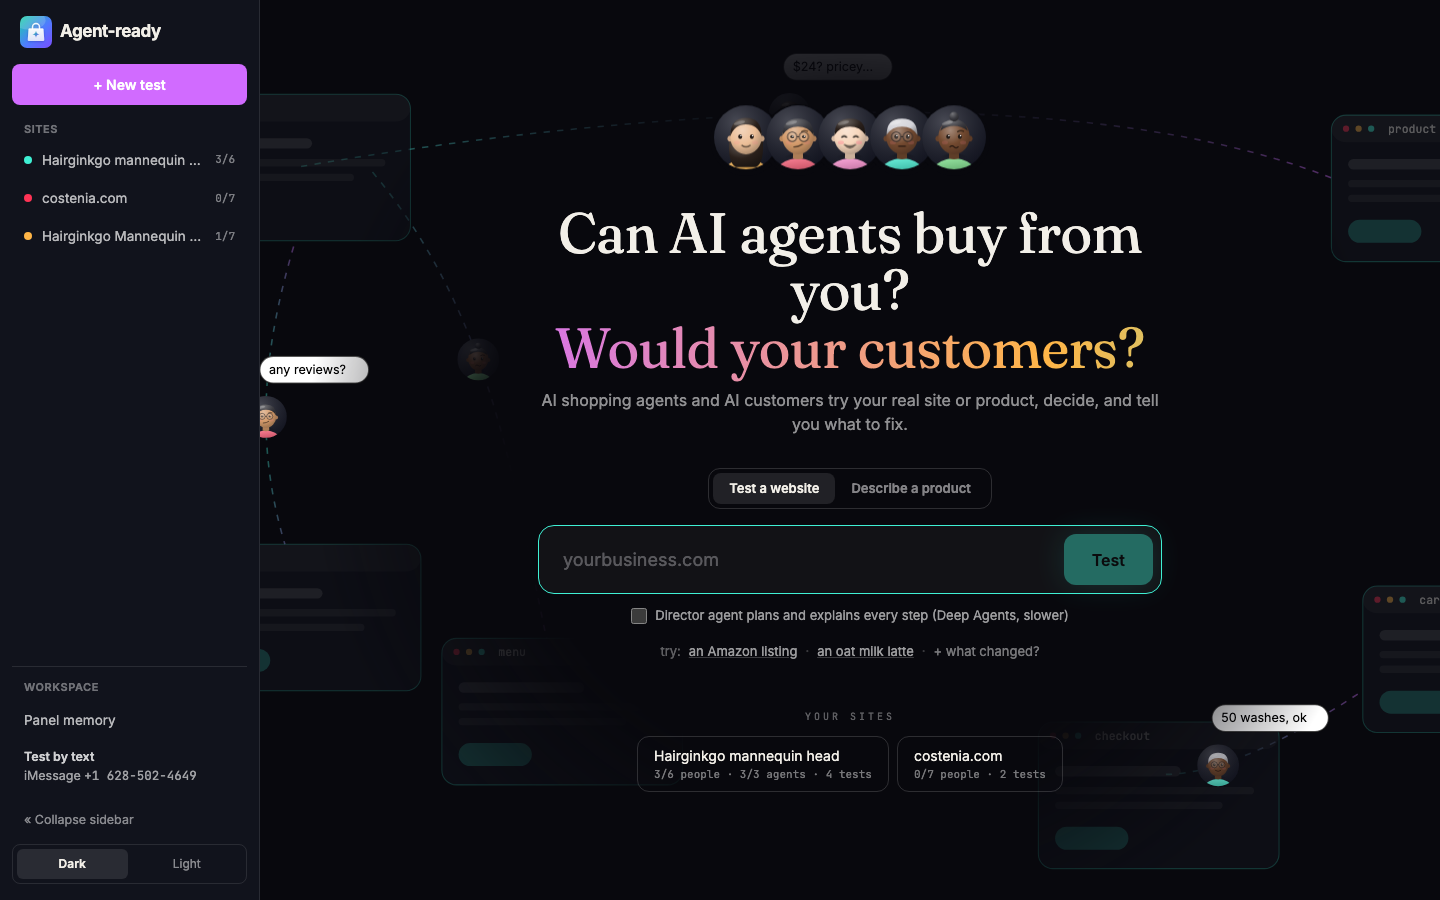 Agent-ready
+ New test
SITES
Hairginkgo mannequin ... 3/6
costenia.com 0/7
Hairginkgo Mannequin ... 1/7
WORKSPACE
Panel memory
Test by text
iMessage +1 628-502-4649
« Collapse sidebar
Dark Light
$24? pricey...
product
Can AI agents buy from
you?
Would your customers?
any reviews?
AI shopping agents and AI customers try your real site or product, decide, and tell
you what to fix.
Test a website Describe a product
yourbusiness.com Test
Director agent plans and explains every step (Deep Agents, slower)
try: an Amazon listing · an oat milk latte · + what changed?
menu
car
YOUR SITES
50 washes, ok
checkout
Hairginkgo mannequin head
3/6 people · 3/3 agents · 4 tests
costenia.com
0/7 people · 2 tests